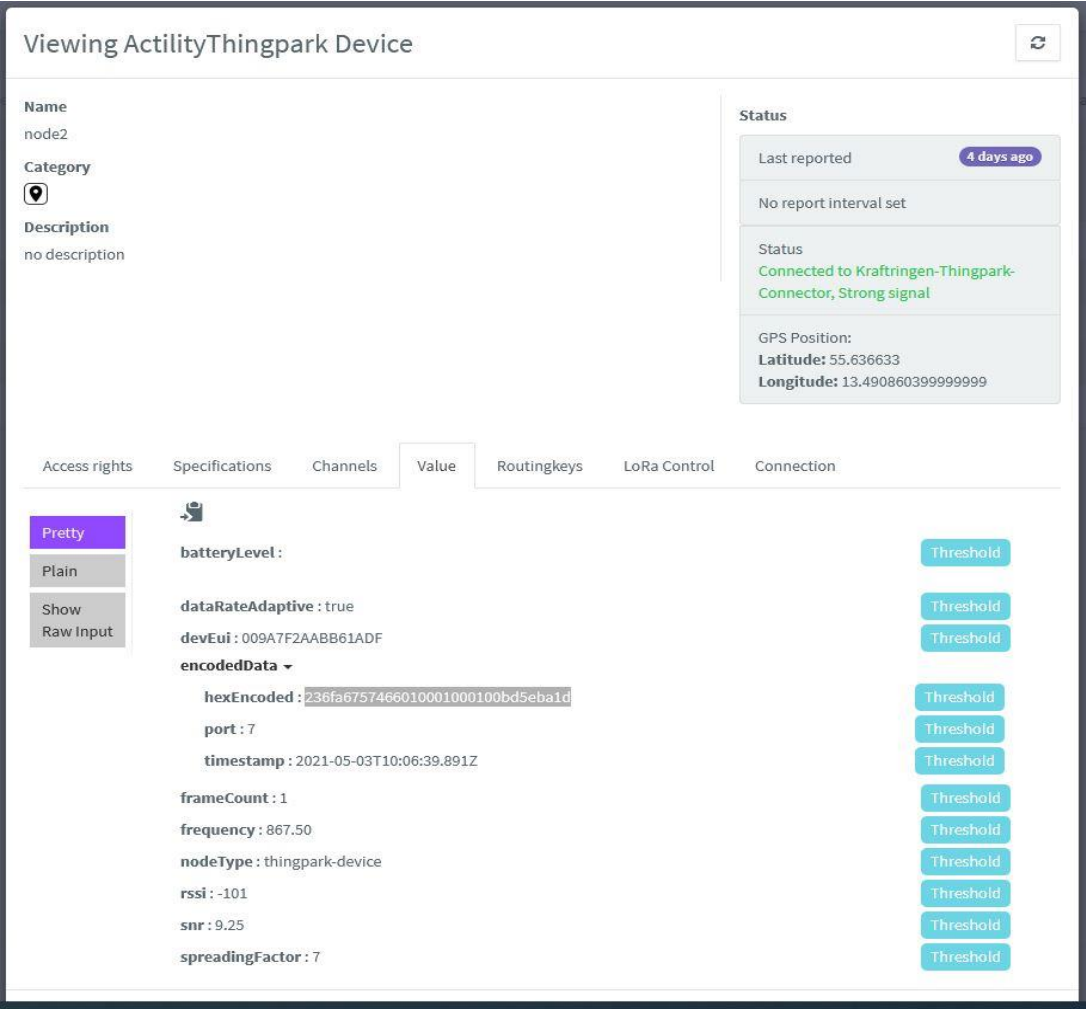 Viewing ActilityThingpark Device
Name
node2
Category
Description
no description
Status
Last reported 4 days ago
No report interval set
Status
Connected to Kraftringen-Thingpark-
Connector, Strong signal
GPS Position:
Latitude: 55.636633
Longitude: 13.490860399999999
Access rights Specifications Channels Value Routingkeys LoRa Control Connection
Pretty
Plain
Show
Raw Input
batteryLevel : Threshold
dataRateAdaptive : true Threshold
devEui : 009A7F2AABB61ADF Threshold
encodedData
hexEncoded : 236fa6757466010001000100bd5eba1d Threshold
port : 7 Threshold
timestamp : 2021-05-03T10:06:39.891Z Threshold
frameCount : 1 Threshold
frequency : 867.50 Threshold
nodeType : thingpark-device Threshold
rssi : -101 Threshold
snr : 9.25 Threshold
spreadingFactor : 7 Threshold